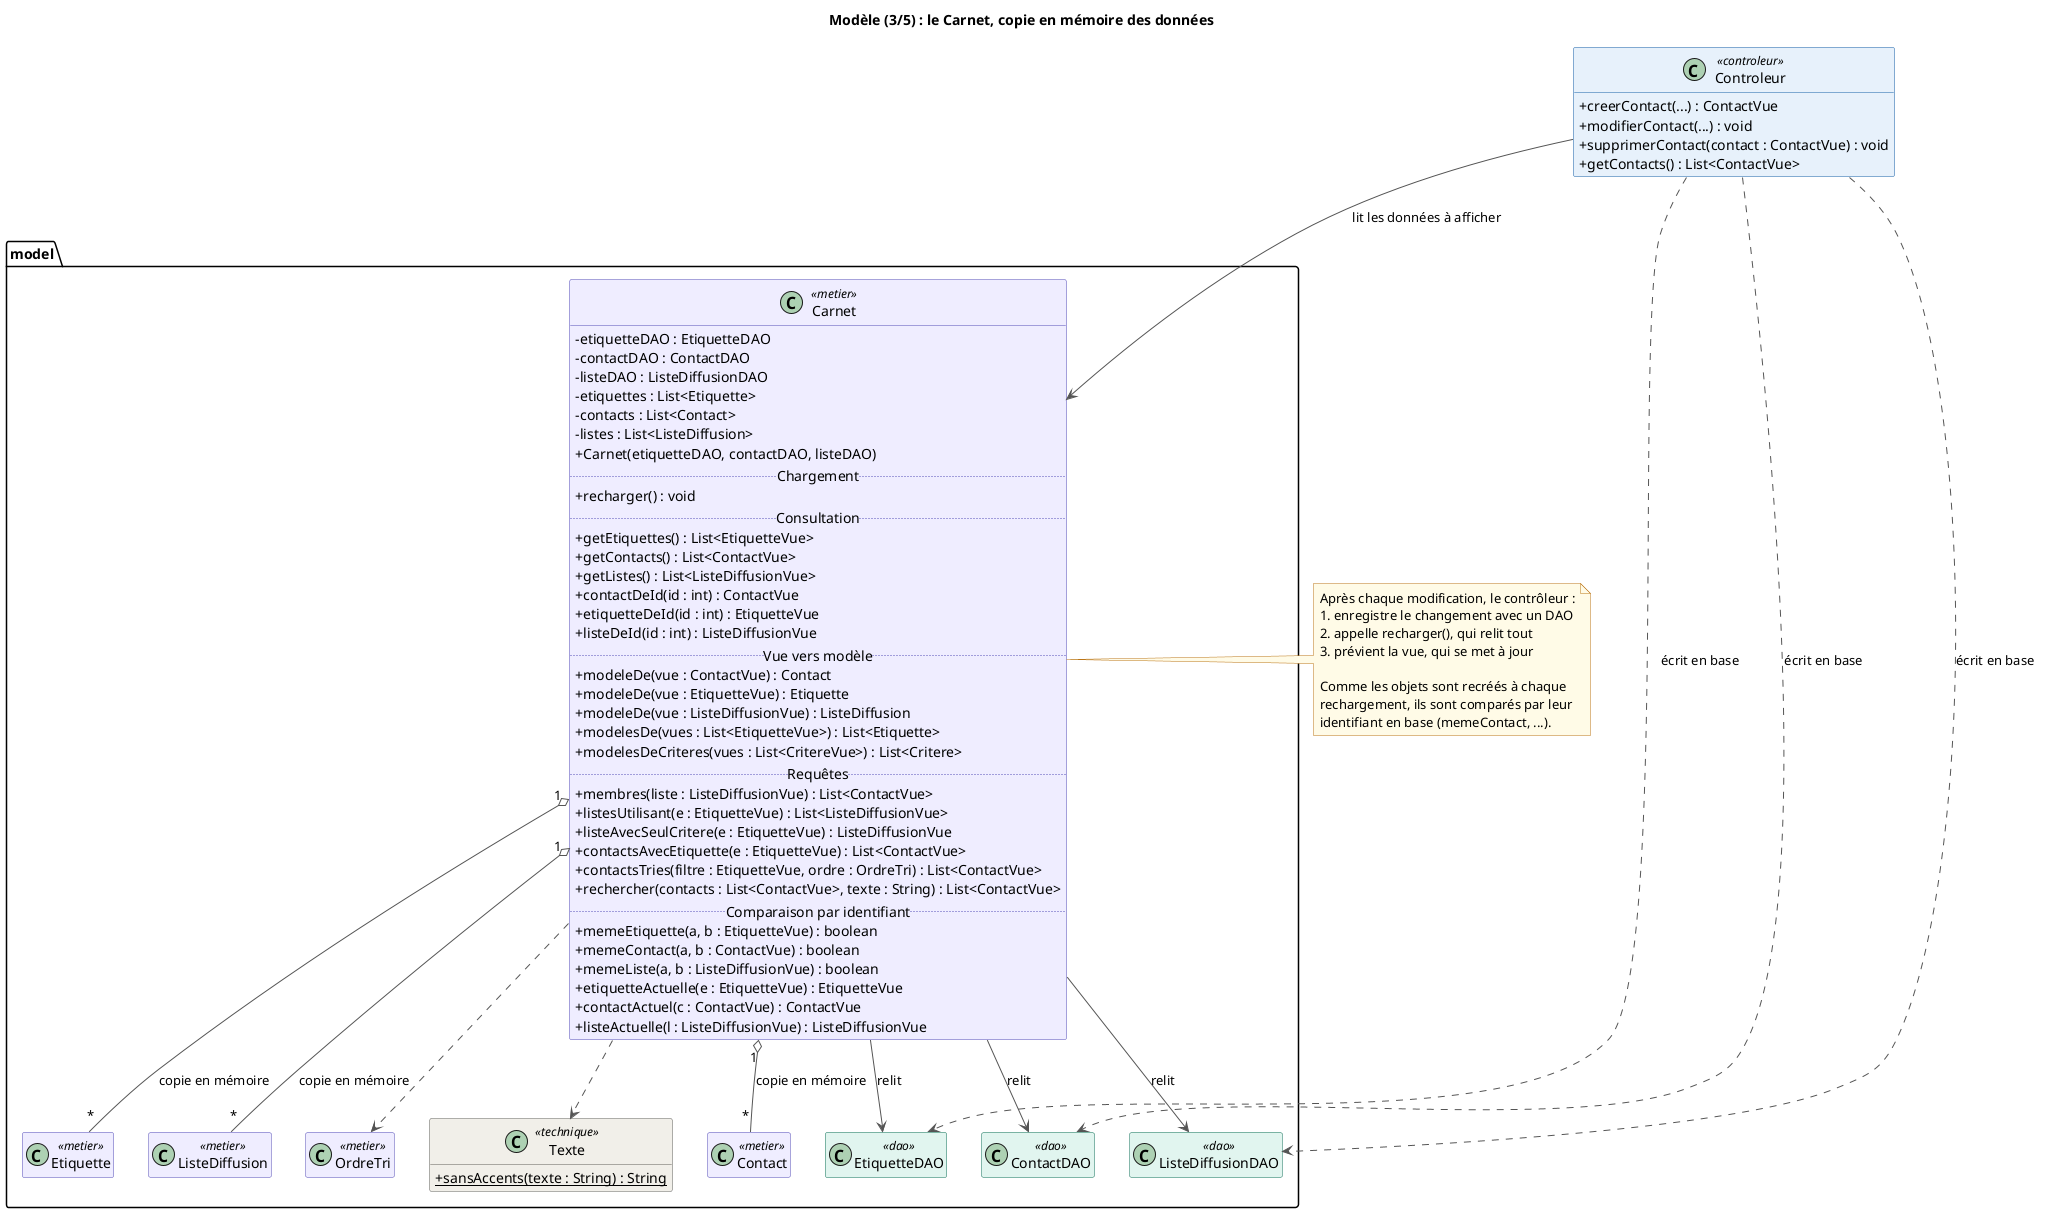 Modèle (3/5) : le Carnet, copie en mémoire des données
C «controleur»
Controleur
+creerContact(...) : ContactVue
+modifierContact(...) : void
+supprimerContact(contact : ContactVue) : void
+getContacts() : List<ContactVue>
lit les données à afficher
model
C «metier»
Carnet
-etiquetteDAO : EtiquetteDAO
-contactDAO : ContactDAO
-listeDAO : ListeDiffusionDAO
-etiquettes : List<Etiquette>
-contacts : List<Contact>
-listes : List<ListeDiffusion>
+Carnet(etiquetteDAO, contactDAO, listeDAO)
Chargement
+recharger() : void
Consultation
+getEtiquettes() : List<EtiquetteVue>
+getContacts() : List<ContactVue>
+getListes() : List<ListeDiffusionVue>
+contactDeId(id : int) : ContactVue
+etiquetteDeId(id : int) : EtiquetteVue
+listeDeId(id : int) : ListeDiffusionVue
Vue vers modèle
+modeleDe(vue : ContactVue) : Contact
+modeleDe(vue : EtiquetteVue) : Etiquette
+modeleDe(vue : ListeDiffusionVue) : ListeDiffusion
+modelesDe(vues : List<EtiquetteVue>) : List<Etiquette>
+modelesDeCriteres(vues : List<CritereVue>) : List<Critere>
Requêtes
+membres(liste : ListeDiffusionVue) : List<ContactVue>
+listesUtilisant(e : EtiquetteVue) : List<ListeDiffusionVue>
+listeAvecSeulCritere(e : EtiquetteVue) : ListeDiffusionVue
+contactsAvecEtiquette(e : EtiquetteVue) : List<ContactVue>
+contactsTries(filtre : EtiquetteVue, ordre : OrdreTri) : List<ContactVue>
+rechercher(contacts : List<ContactVue>, texte : String) : List<ContactVue>
Comparaison par identifiant
+memeEtiquette(a, b : EtiquetteVue) : boolean
+memeContact(a, b : ContactVue) : boolean
+memeListe(a, b : ListeDiffusionVue) : boolean
+etiquetteActuelle(e : EtiquetteVue) : EtiquetteVue
+contactActuel(c : ContactVue) : ContactVue
+listeActuelle(l : ListeDiffusionVue) : ListeDiffusionVue
Après chaque modification, le contrôleur :
1. enregistre le changement avec un DAO
2. appelle recharger(), qui relit tout
3. prévient la vue, qui se met à jour
Comme les objets sont recréés à chaque
rechargement, ils sont comparés par leur
identifiant en base (memeContact, ...).
écrit en base
écrit en base
écrit en base
1
1
1
copie en mémoire
copie en mémoire
copie en mémoire
relit
relit
relit
*
*
*
C «metier»
Etiquette
C «metier»
ListeDiffusion
C «metier»
OrdreTri
C «technique»
Texte
+sansAccents(texte : String) : String
C «metier»
Contact
C «dao»
EtiquetteDAO
C «dao»
ContactDAO
C «dao»
ListeDiffusionDAO